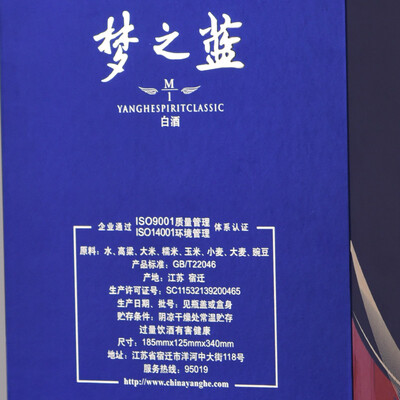 梦之蓝
M
1
YANGHESPIRITCLASSIC
白酒
企业通过 ISO9001质量管理 体系认证
ISO14001环境管理
原料：水、高粱、大米、糯米、玉米、小麦、大麦、豌豆
产品标准：GB/T22046
产地：江苏 宿迁
生产许可证号：SC11532139200465
生产日期、批号：见瓶盖或盒身
贮存条件：阴凉干燥处常温贮存
过量饮酒有害健康
尺寸：185mmx125mmx340mm
地址：江苏省宿迁市洋河中大街118号
服务热线：95019
http://www.chinayanghe.com